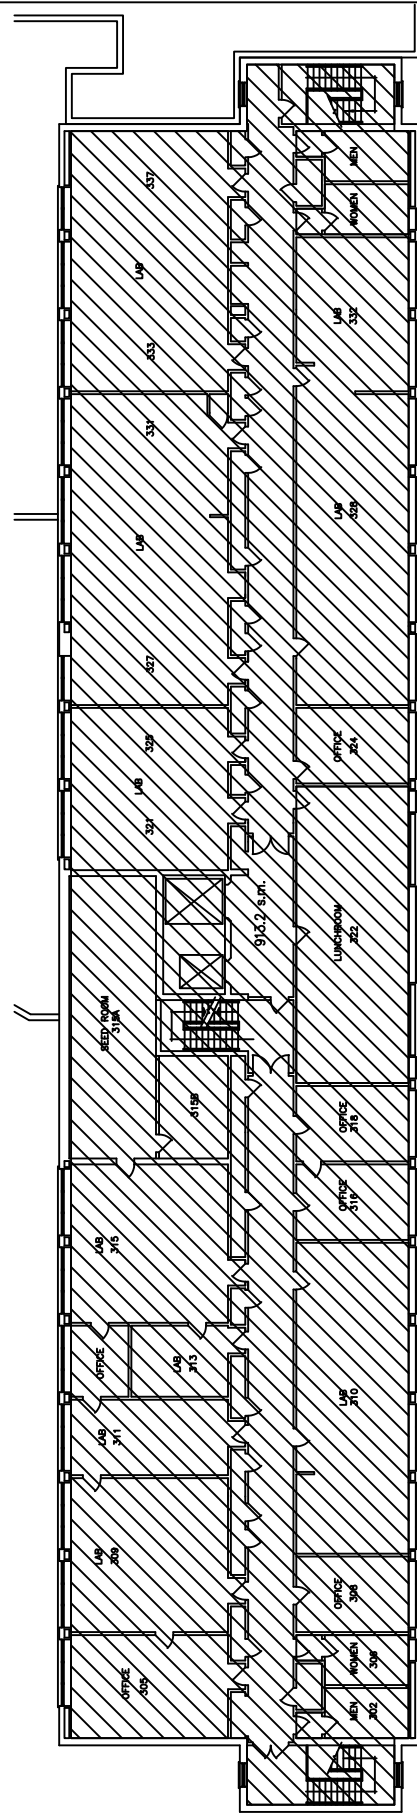 MEN
WOMEN
337
LAB
333
LAB
332
331
LAB
327
LAB
328
325
LAB
321
OFFICE
324
913.2 s.m.
LUNCHROOM
322
SEED ROOM
315A
315B
OFFICE
318
OFFICE
316
LAB
315
OFFICE
LAB
313
LAB
311
LAB
310
LAB
309
OFFICE
308
OFFICE
305
WOMEN
306
MEN
302